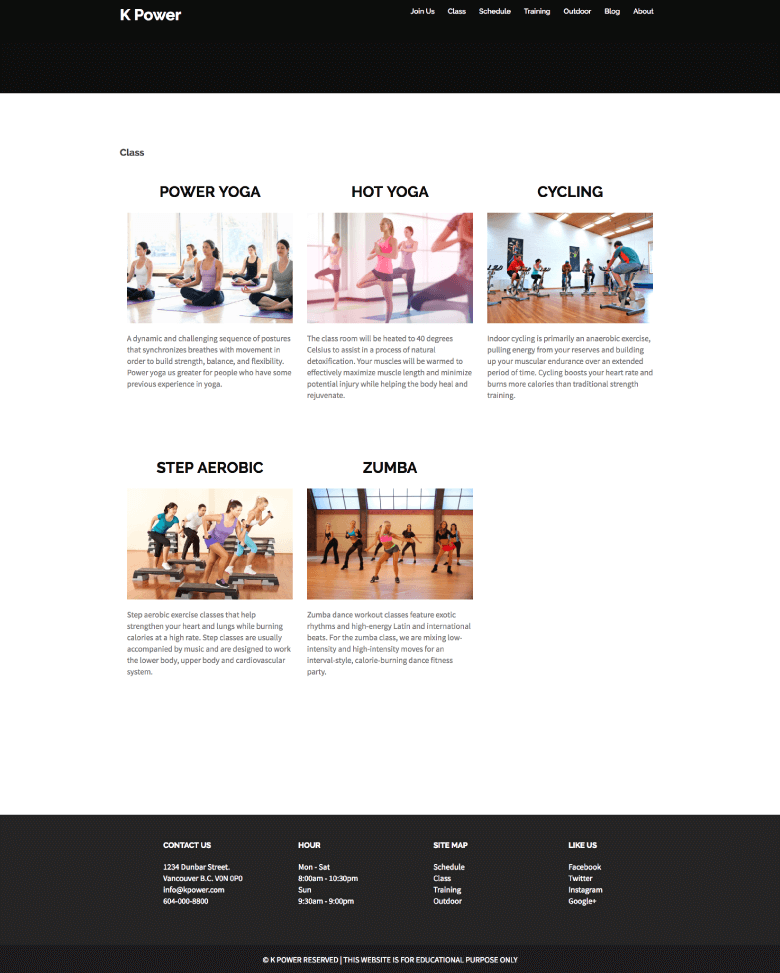 K Power
Join Us Class Schedule Training Outdoor Blog About
Class
POWER YOGA
A dynamic and challenging sequence of postures
that synchronizes breathes with movement in
order to build strength, balance, and flexibility.
Power yoga us greater for people who have some
previous experience in yoga.
HOT YOGA
The class room will be heated to 40 degrees
Celsius to assist in a process of natural
detoxification. Your muscles will be warmed to
effectively maximize muscle length and minimize
potential injury while helping the body heal and
rejuvenate.
CYCLING
Indoor cycling is primarily an anaerobic exercise,
pulling energy from your reserves and building
up your muscular endurance over an extended
period of time. Cycling boosts your heart rate and
burns more calories than traditional strength
training.
STEP AEROBIC
Step aerobic exercise classes that help
strengthen your heart and lungs while burning
calories at a high rate. Step classes are usually
accompanied by music and are designed to work
the lower body, upper body and cardiovascular
system.
ZUMBA
Zumba dance workout classes feature exotic
rhythms and high-energy Latin and international
beats. For the zumba class, we are mixing low-
intensity and high-intensity moves for an
interval-style, calorie-burning dance fitness
party.
CONTACT US
1234 Dunbar Street.
Vancouver B.C. V0N 0P0
info@kpower.com
604-000-8800
HOUR
Mon - Sat
8:00am - 10:30pm
Sun
9:30am - 9:00pm
SITE MAP
Schedule
Class
Training
Outdoor
LIKE US
Facebook
Twitter
Instagram
Google+
© K POWER RESERVED | THIS WEBSITE IS FOR EDUCATIONAL PURPOSE ONLY